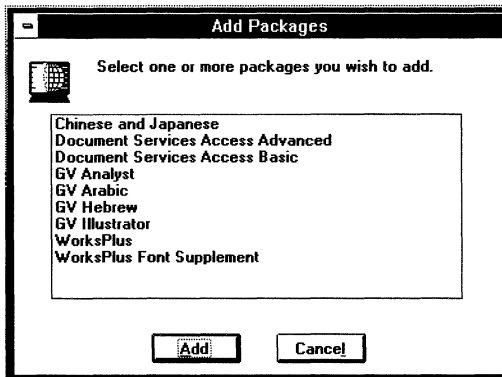 Add Packages
Select one or more packages you wish to add.
Chinese and Japanese
Document Services Access Advanced
Document Services Access Basic
GV Analyst
GV Arabic
GV Hebrew
GV Illustrator
WorksPlus
WorksPlus Font Supplement
Add
Cancel